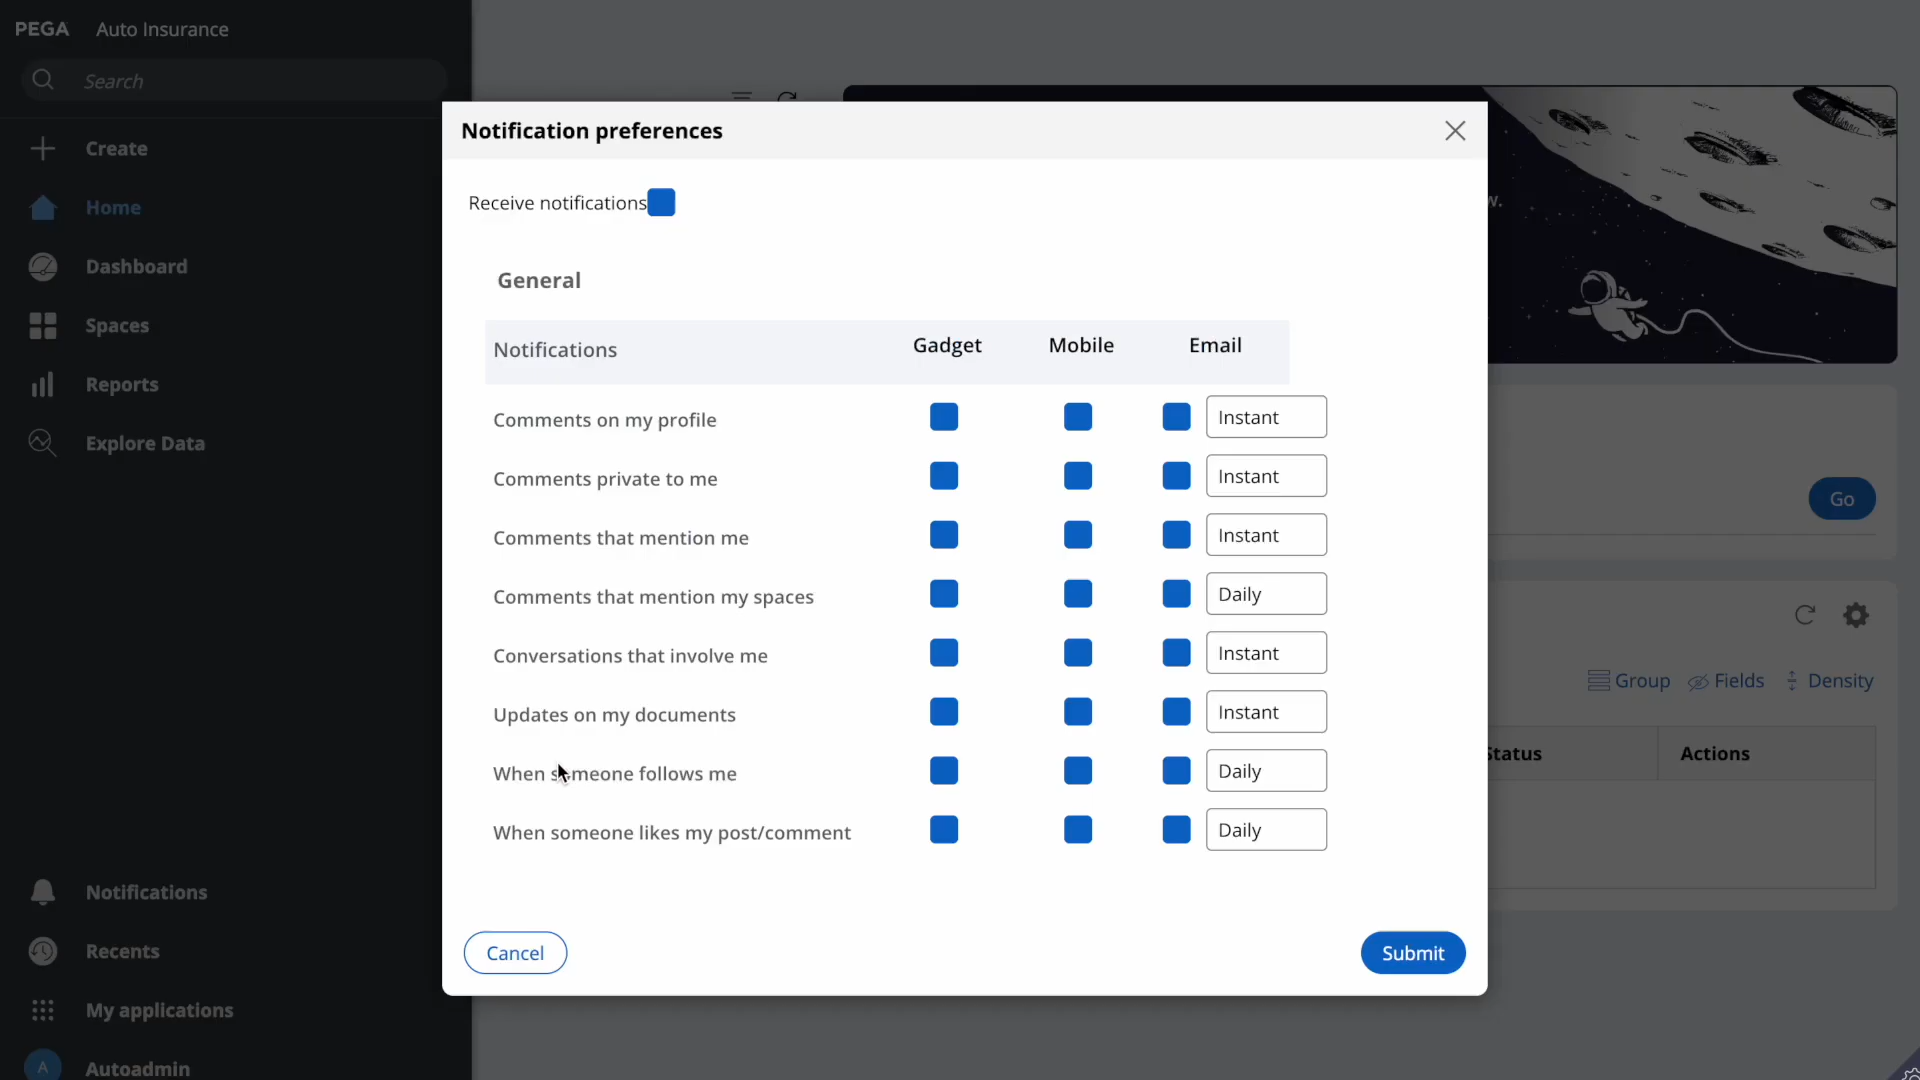 PEGA Auto Insurance
Search
Create
Home
Dashboard
Spaces
Reports
Explore Data
Notifications
Recents
My applications
A Autoadmin
Notification preferences
Receive notifications
General
Notifications Gadget Mobile Email
Comments on my profile Instant
Comments private to me Instant
Comments that mention me Instant
Comments that mention my spaces Daily
Conversations that involve me Instant
Updates on my documents Instant
When someone follows me Daily
When someone likes my post/comment Daily
Cancel Submit
w.
Go
Group Fields Density
Status Actions